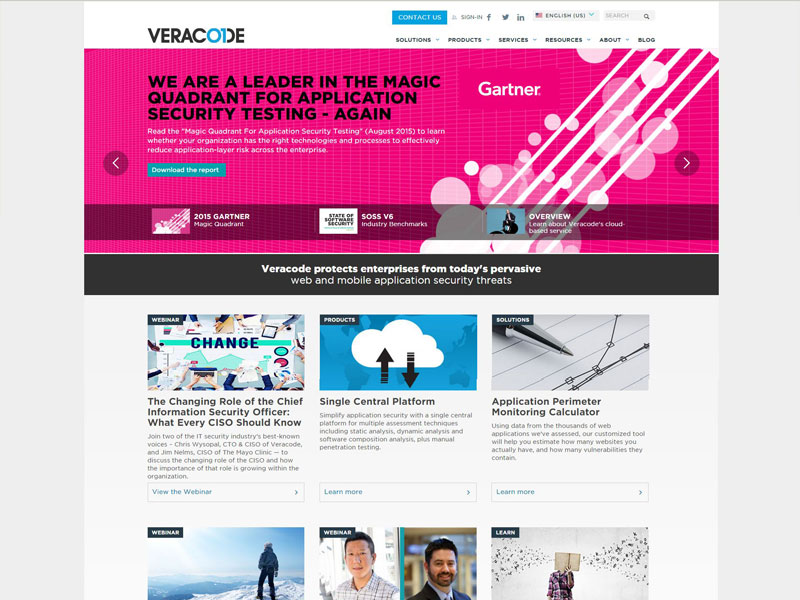 CONTACT US
SIGN-IN
ENGLISH (US)
SEARCH
VERACODE
SOLUTIONS
PRODUCTS
SERVICES
RESOURCES
ABOUT
BLOG
WE ARE A LEADER IN THE MAGIC
QUADRANT FOR APPLICATION
SECURITY TESTING - AGAIN
Gartner
Read the "Magic Quadrant For Application Security Testing" (August 2015) to learn
whether your organization has the right technologies and processes to effectively
reduce application-layer risk across the enterprise.
Download the report
2015 GARTNER
Magic Quadrant
STATE OF
SOFTWARE
SECURITY
SOSS V6
Industry Benchmarks
OVERVIEW
Learn about Veracode's cloud-
based service
Veracode protects enterprises from today's pervasive
web and mobile application security threats
WEBINAR
CHANGE
The Changing Role of the Chief
Information Security Officer:
What Every CISO Should Know
Join two of the IT security industry's best-known
voices – Chris Wysopal, CTO & CISO of Veracode,
and Jim Nelms, CISO of The Mayo Clinic — to
discuss the changing role of the CISO and how
the importance of that role is growing within the
organization.
View the Webinar
PRODUCTS
Single Central Platform
Simplify application security with a single central
platform for multiple assessment techniques
including static analysis, dynamic analysis and
software composition analysis, plus manual
penetration testing.
Learn more
SOLUTIONS
Application Perimeter
Monitoring Calculator
Using data from the thousands of web
applications we've assessed, our customized tool
will help you estimate how many websites you
actually have, and how many vulnerabilities they
contain.
Learn more
WEBINAR
WEBINAR
LEARN